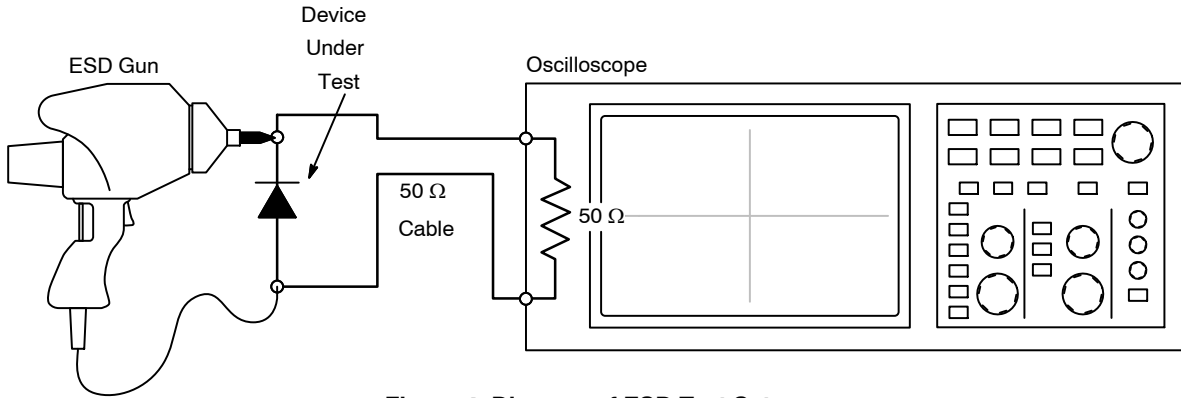 Device
Under
Test
ESD Gun
Oscilloscope
50 Ω
Cable
50 Ω